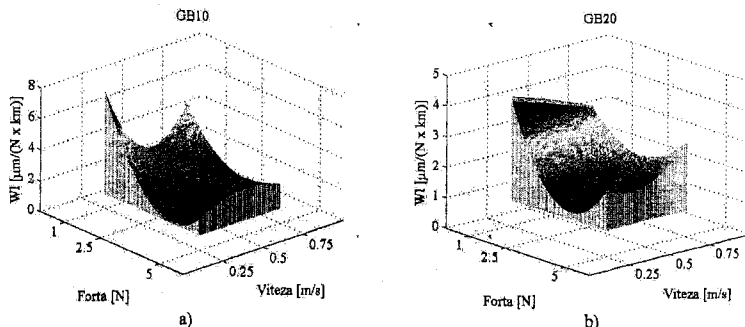 GB10
WI [µm/(N x km)]
8
6
4
2
0
1
2.5
5
Forta [N]
0.25
0.5
0.75
Viteza [m/s]
a)
GB20
WI [µm/(N x km)]
5
4
3
2
1
0
1
2.5
5
Forta [N]
0.25
0.5
0.75
Viteza [m/s]
b)